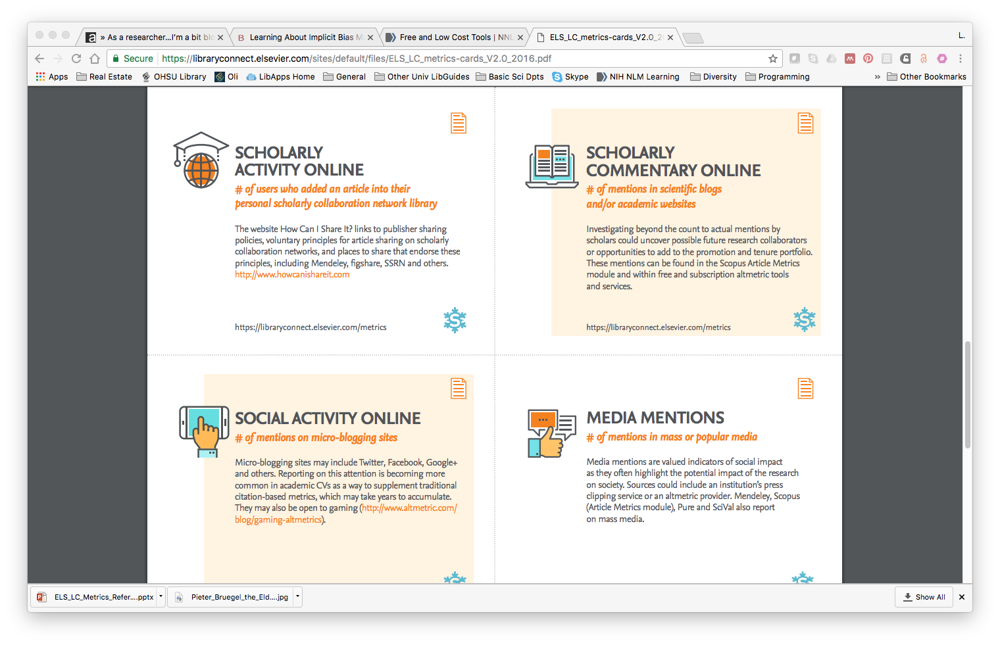 » As a researcher...I'm a bit bl
Learning About Implicit Bias M
Free and Low Cost Tools | NNL
ELS_LC_metrics-cards_V2.0_2
L.
Secure
https://libraryconnect.elsevier.com/sites/default/files/ELS_LC_metrics-cards_V2.0_2016.pdf
Apps
Real Estate
OHSU Library
Oli
LibApps Home
General
Other Univ LibGuides
Basic Sci Dpts
Skype
NIH NLM Learning
Diversity
Programming
»
Other Bookmarks
SCHOLARLY
ACTIVITY ONLINE
# of users who added an article into their
personal scholarly collaboration network library
The website How Can I Share It? links to publisher sharing
policies, voluntary principles for article sharing on scholarly
collaboration networks, and places to share that endorse these
principles, including Mendeley, figshare, SSRN and others.
http://www.howcanishareit.com
https://libraryconnect.elsevier.com/metrics
SCHOLARLY
COMMENTARY ONLINE
# of mentions in scientific blogs
and/or academic websites
Investigating beyond the count to actual mentions by
scholars could uncover possible future research collaborators
or opportunities to add to the promotion and tenure portfolio.
These mentions can be found in the Scopus Article Metrics
module and within free and subscription altmetric tools
and services.
https://libraryconnect.elsevier.com/metrics
SOCIAL ACTIVITY ONLINE
# of mentions on micro-blogging sites
Micro-blogging sites may include Twitter, Facebook, Google+
and others. Reporting on this attention is becoming more
common in academic CVs as a way to supplement traditional
citation-based metrics, which may take years to accumulate.
They may also be open to gaming (http://www.altmetric.com/
blog/gaming-altmetrics).
MEDIA MENTIONS
# of mentions in mass or popular media
Media mentions are valued indicators of social impact
as they often highlight the potential impact of the research
on society. Sources could include an institution's press
clipping service or an altmetric provider. Mendeley, Scopus
(Article Metrics module), Pure and SciVal also report
on mass media.
ELS_LC_Metrics_Refer....pptx
Pieter_Bruegel_the_Eld....jpg
Show All